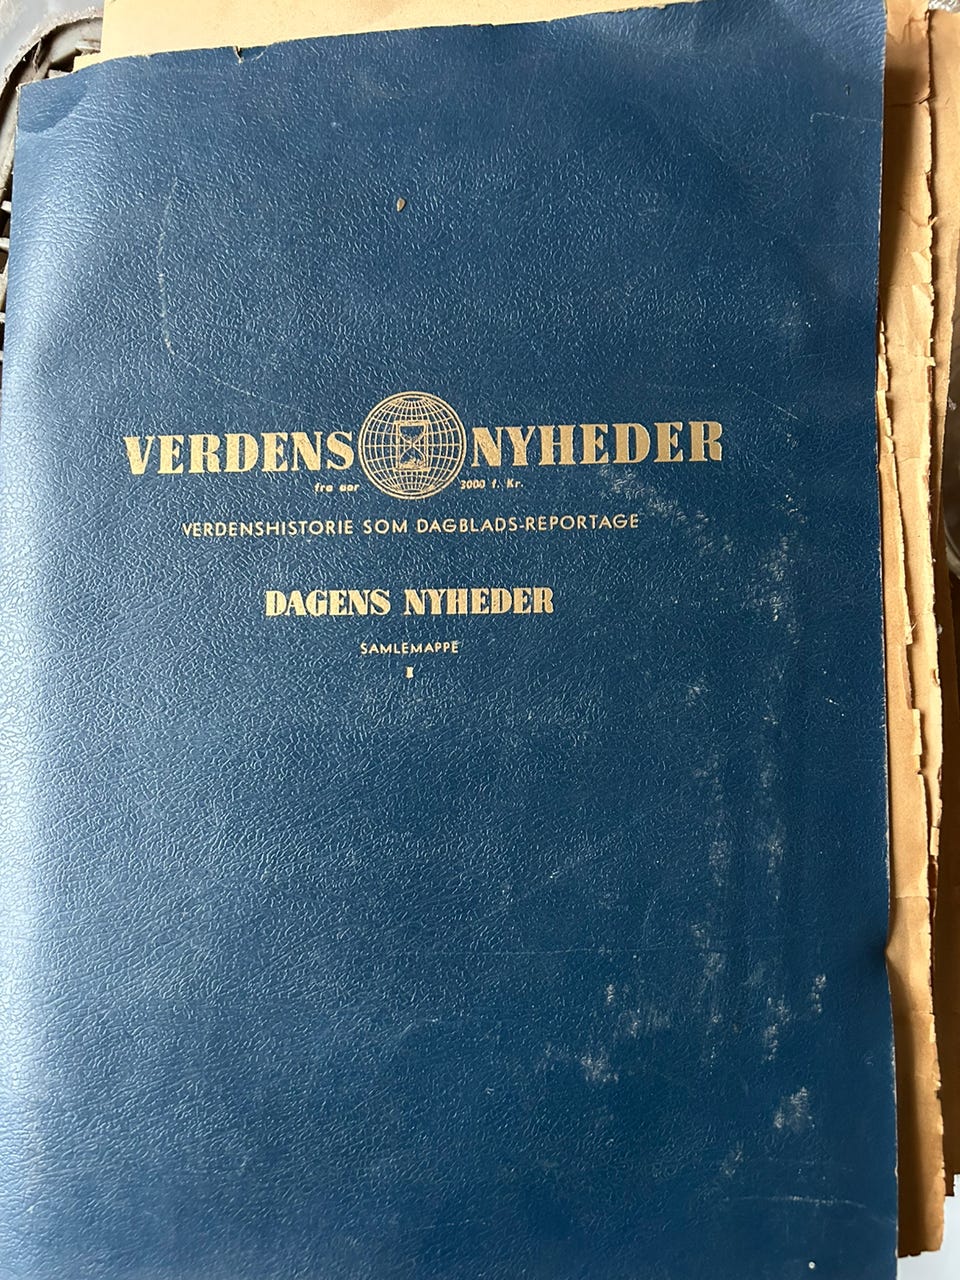 VERDENS NYHEDER
fra aar 3000 f. Kr.
VERDENSHISTORIE SOM DAGBLADS-REPORTAGE
DAGENS NYHEDER
SAMLEMAPPE
I